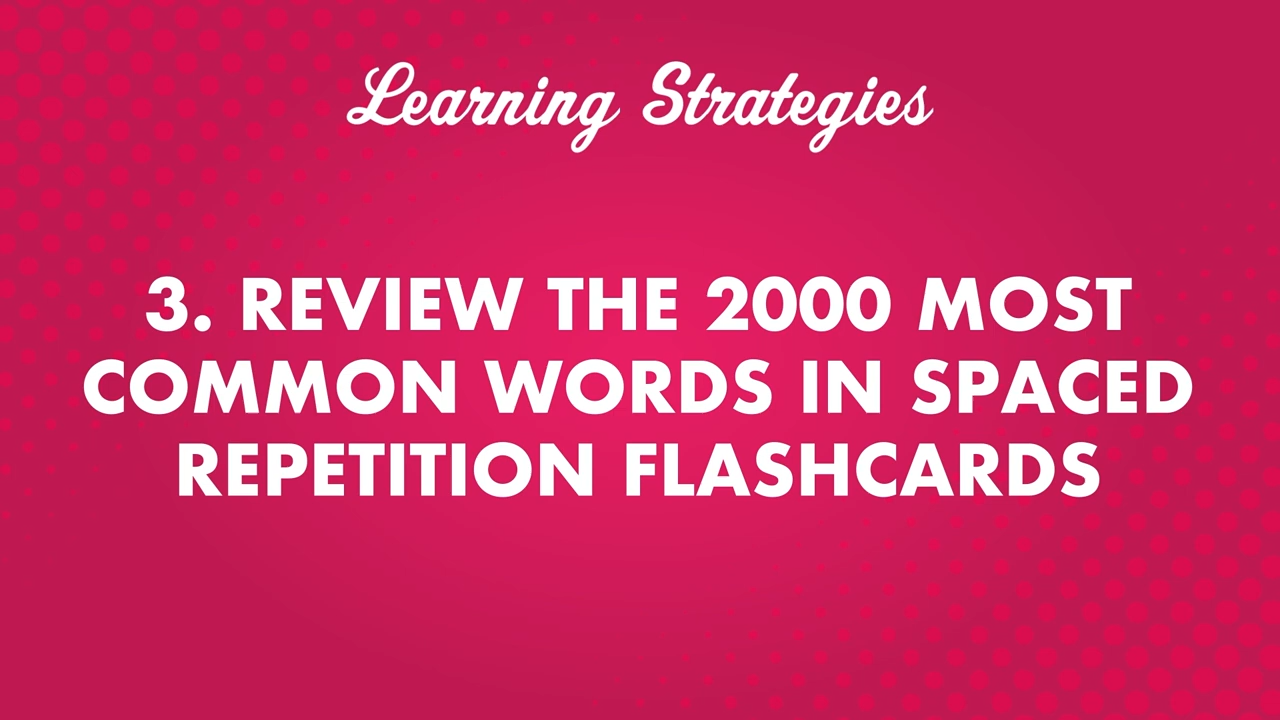 Learning Strategies
3. REVIEW THE 2000 MOST
COMMON WORDS IN SPACED
REPETITION FLASHCARDS